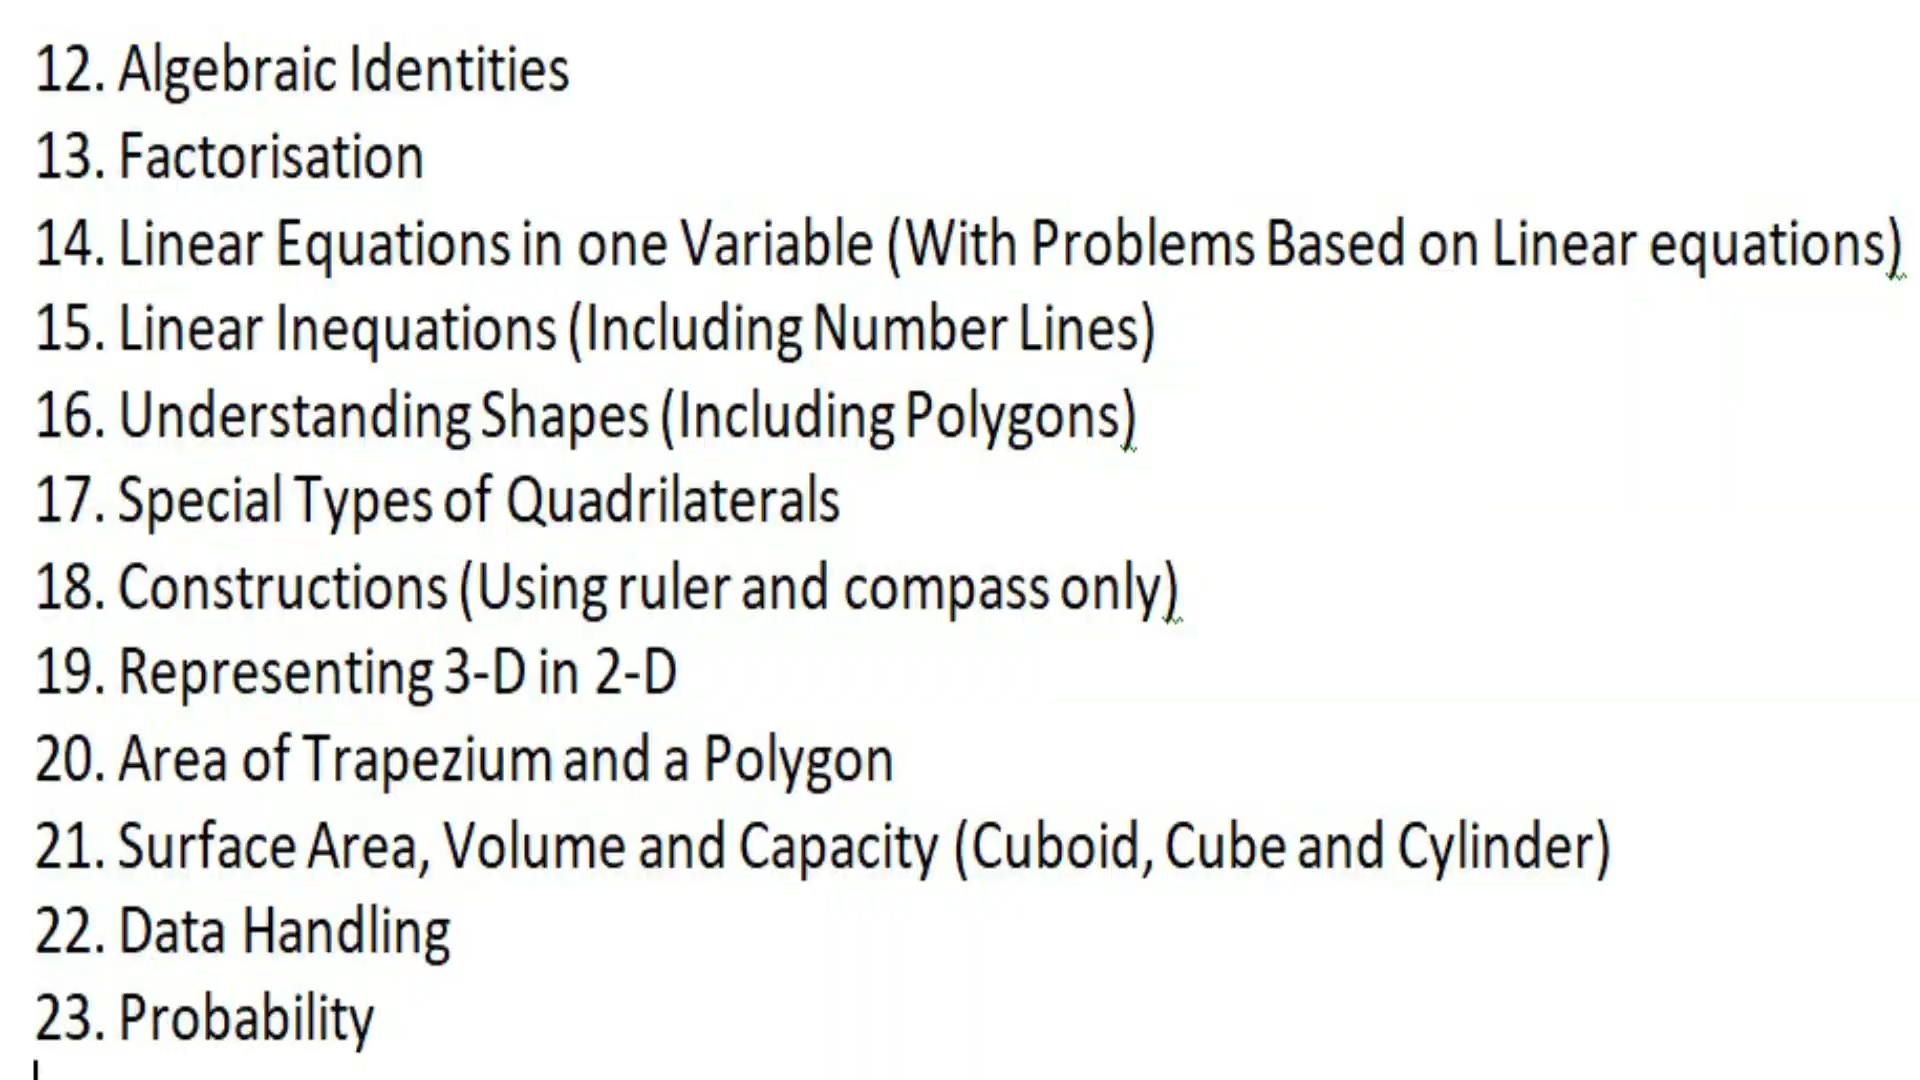 12. Algebraic Identities
13. Factorisation
14. Linear Equations in one Variable (With Problems Based on Linear equations)
15. Linear Inequations (Including Number Lines)
16. Understanding Shapes (Including Polygons)
17. Special Types of Quadrilaterals
18. Constructions (Using ruler and compass only)
19. Representing 3-D in 2-D
20. Area of Trapezium and a Polygon
21. Surface Area, Volume and Capacity (Cuboid, Cube and Cylinder)
22. Data Handling
23. Probability